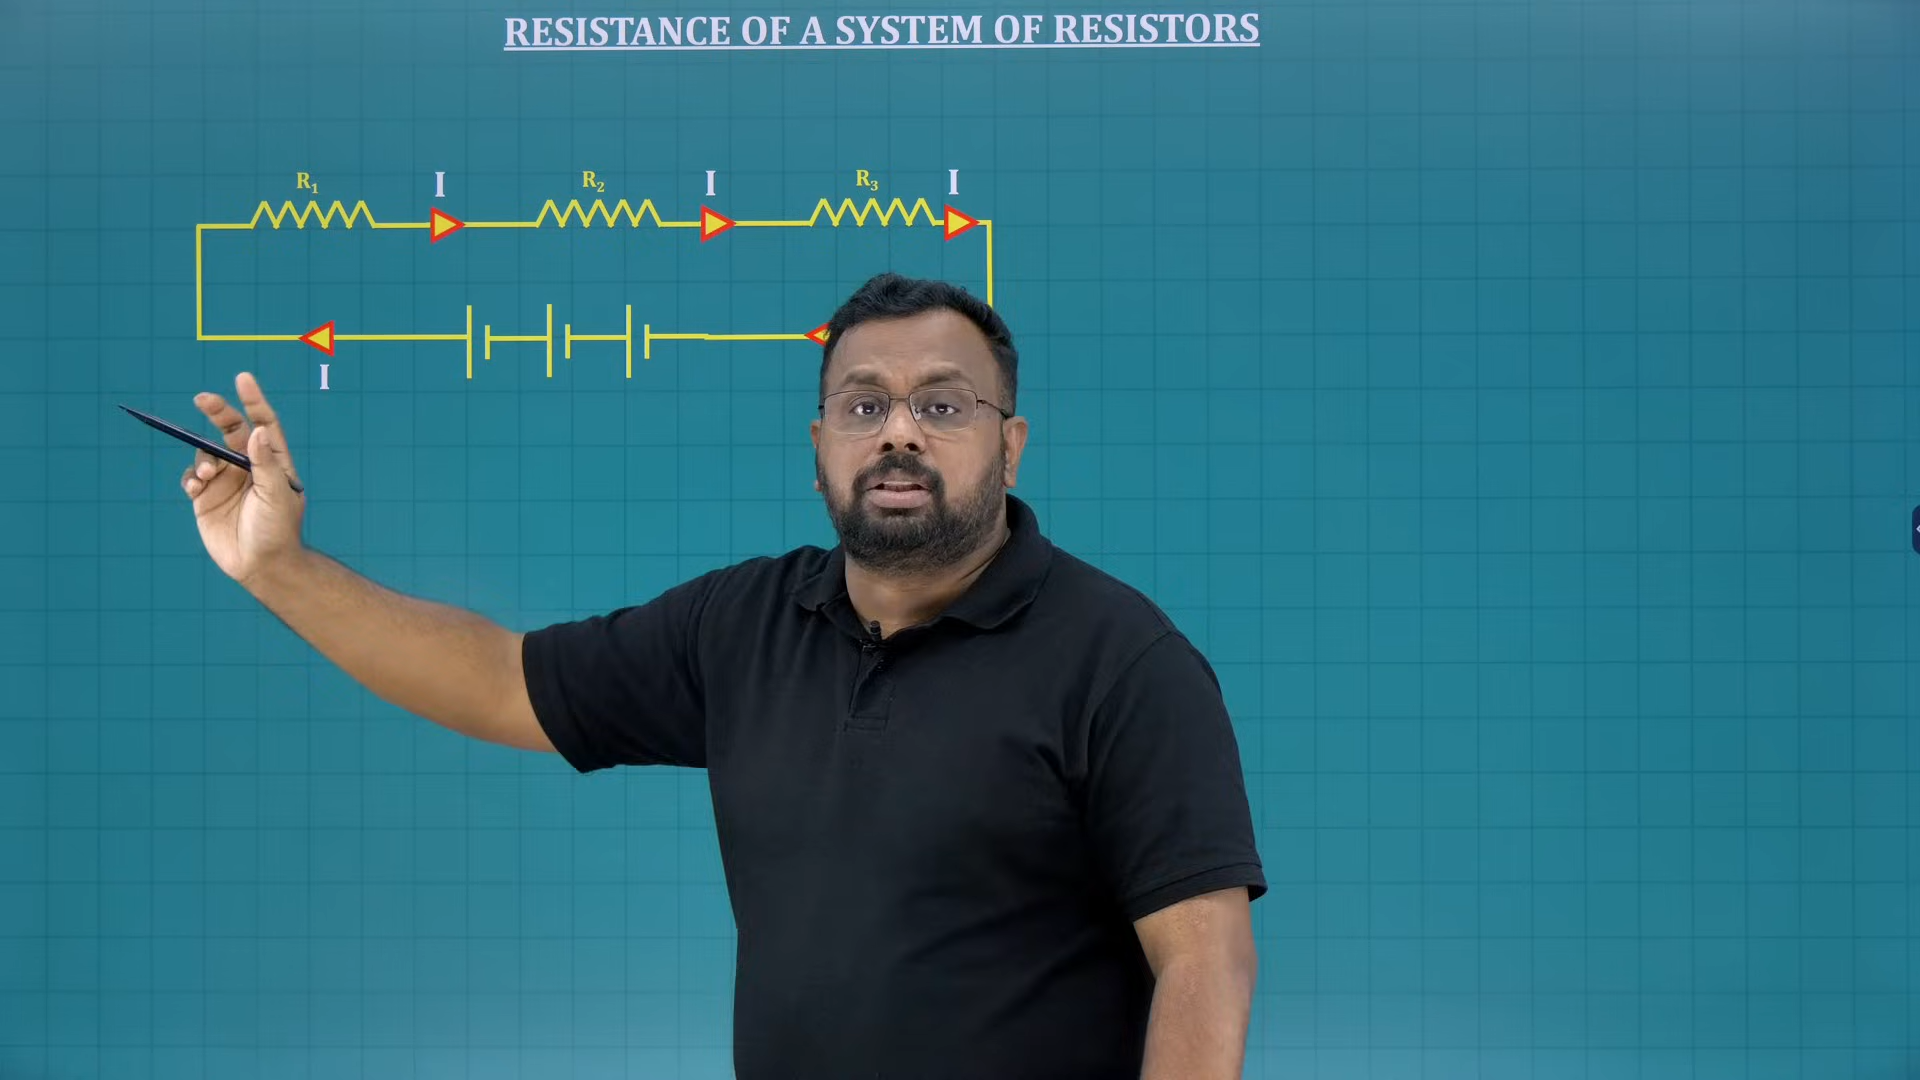 RESISTANCE OF A SYSTEM OF RESISTORS
R₁ I R₂ I R₃ I
I